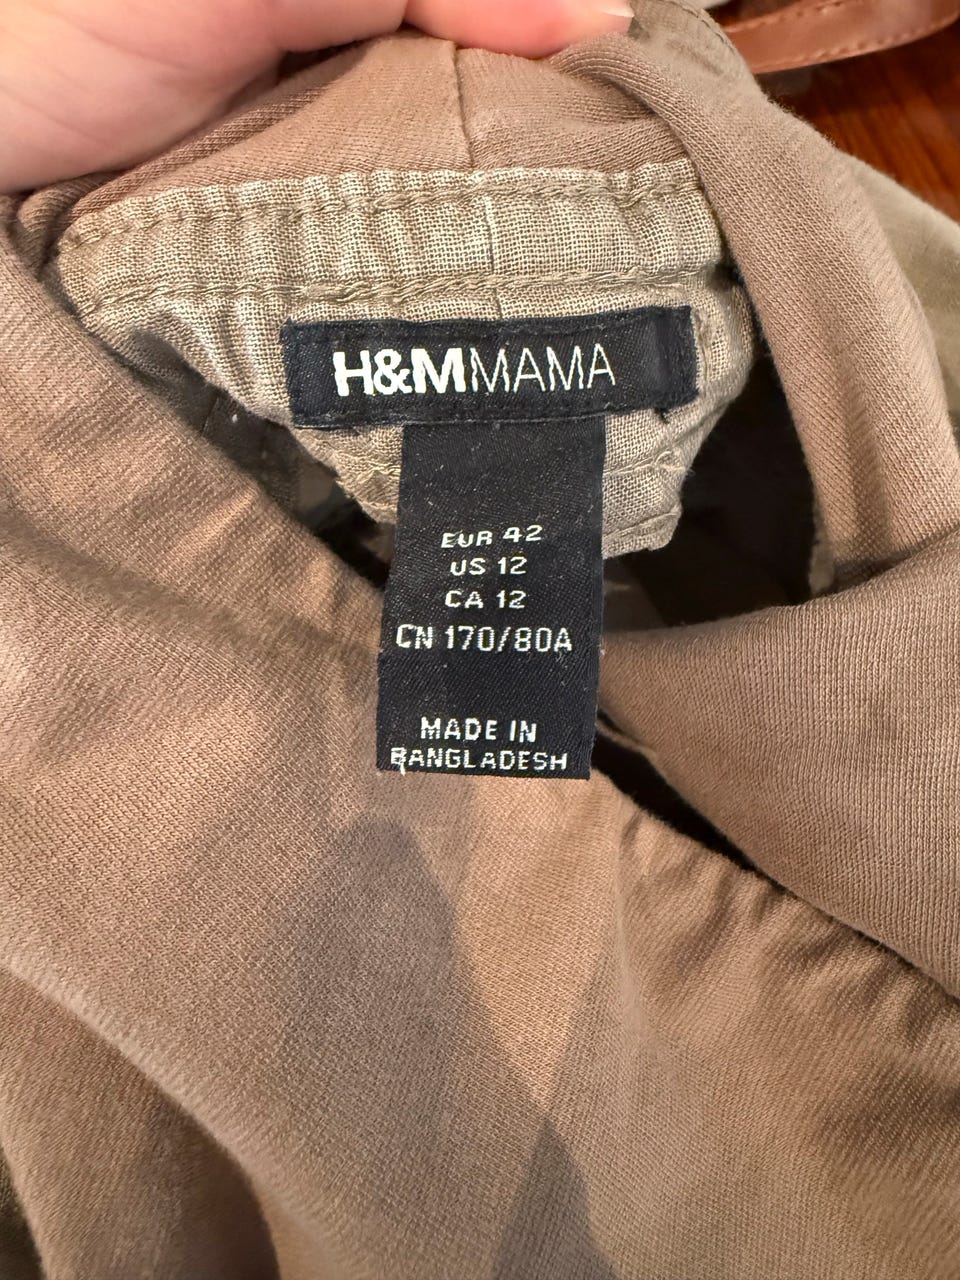 H&MMAMA
EUR 42
US 12
CA 12
CN 170/80A
MADE IN
BANGLADESH